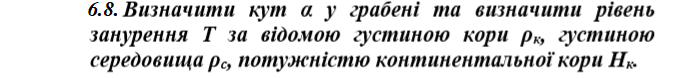 6.8. Визначити кут α у грабені та визначити рівень
занурення T за відомою густиною кори ρк, густиною
середовища ρс, потужністю континентальної кори Hк.